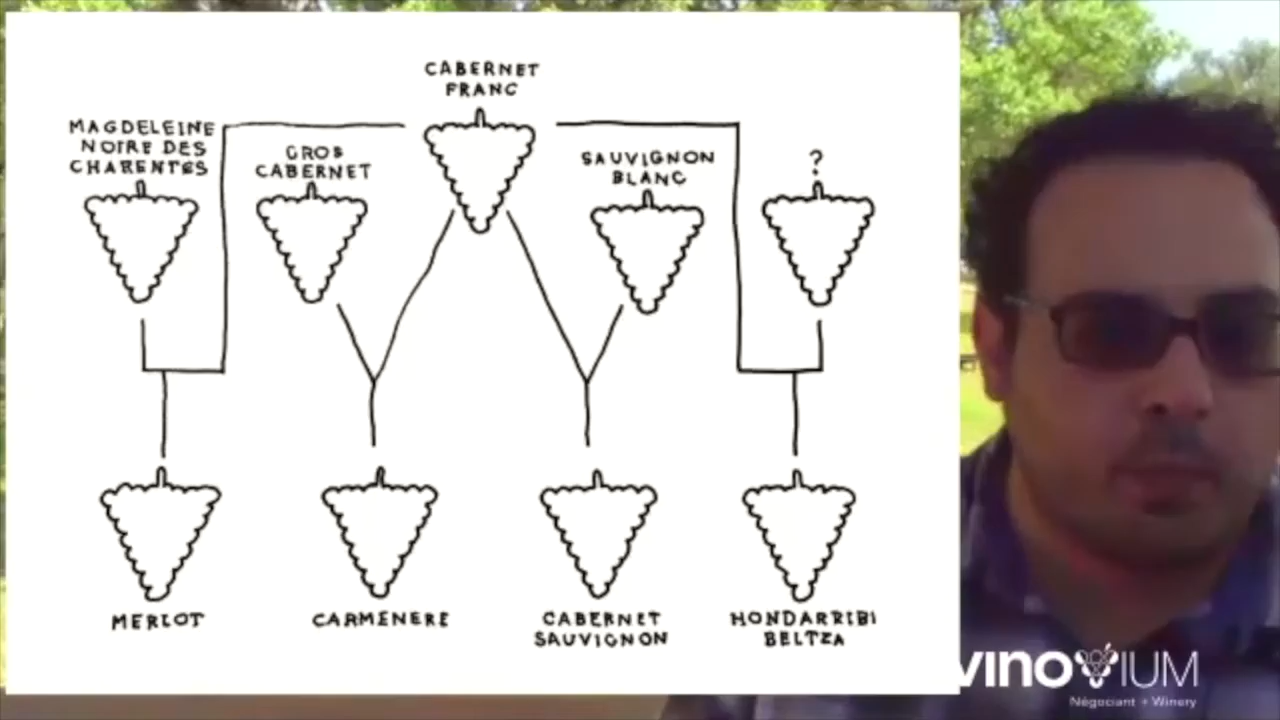 CABERNET
FRANC
MAGDELEINE
NOIRE DES
CHARENTES
GROS
CABERNET
SAUVIGNON
BLANC
?
MERLOT
CARMENERE
CABERNET
SAUVIGNON
HONDARRIBI
BELTZA
vinoVIUM
Négociant + Winery